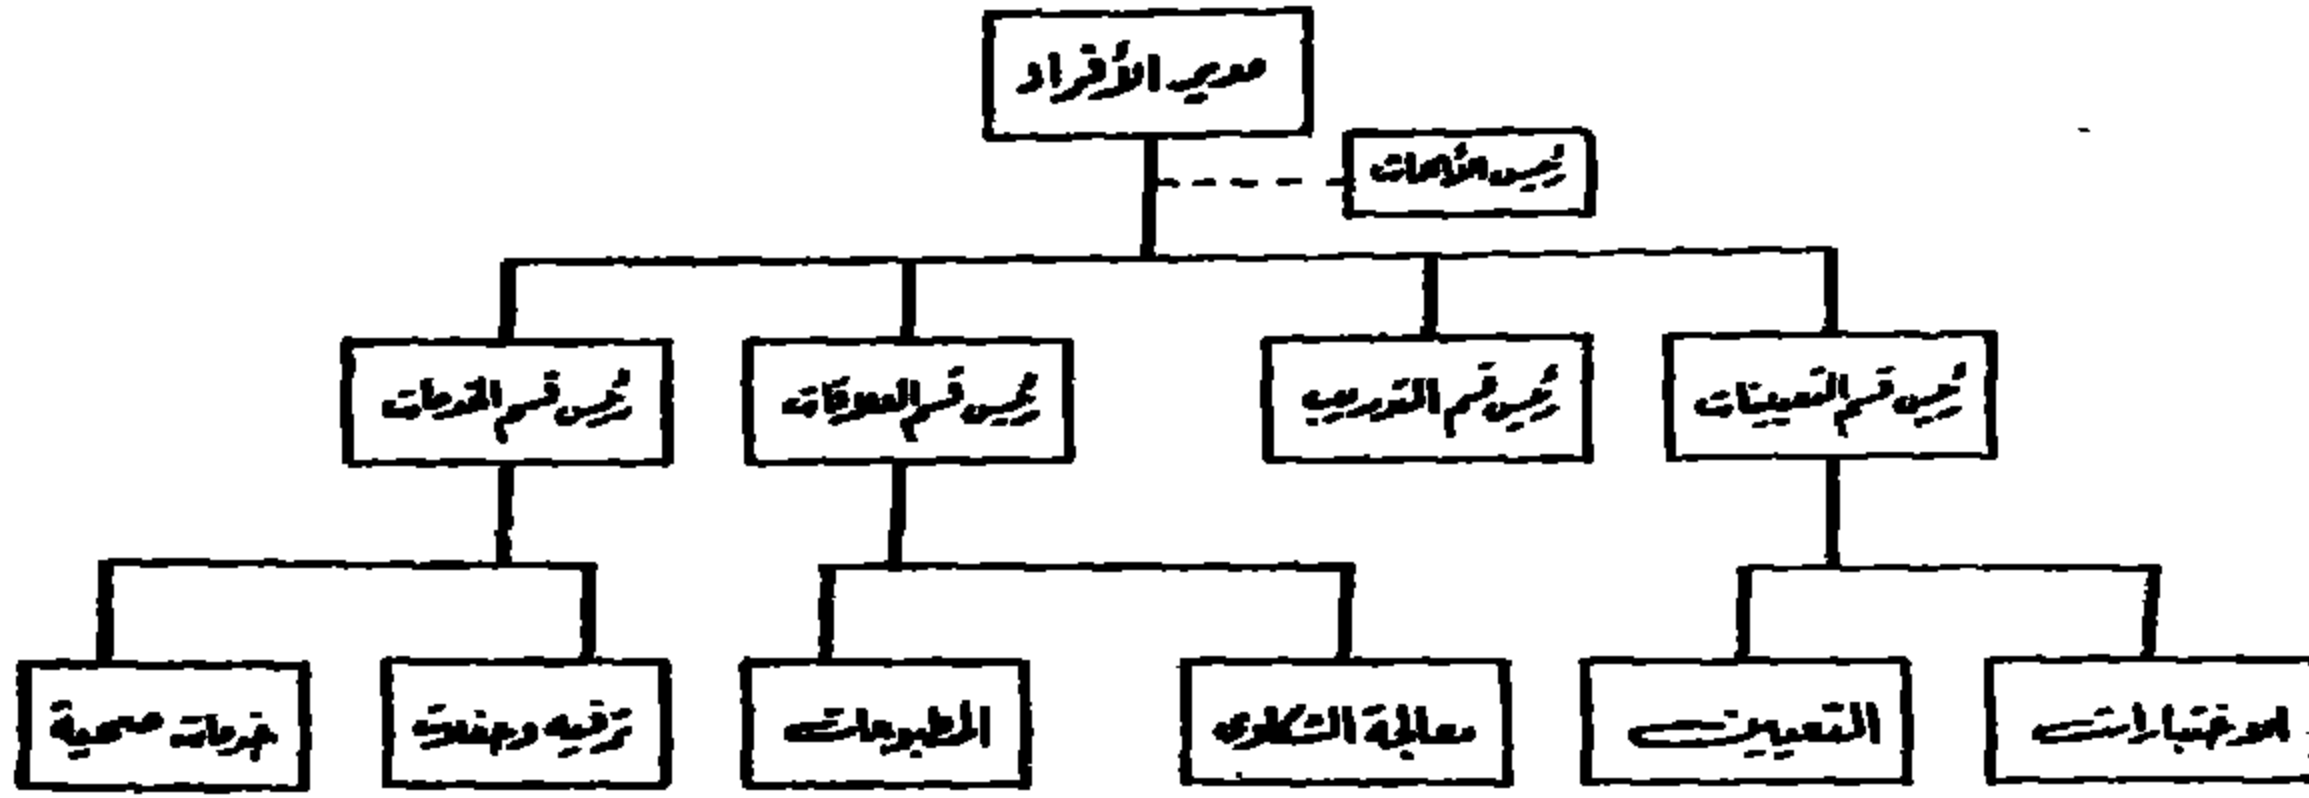 مدير الأفراد
رئيس الأبحاث
رئيس قسم التعيينات
رئيس قسم التدريب
رئيس قسم العلاقات
رئيس قسم الخدمات
الاختبارات
التعيين
معالجة الشكاوى
المطبوعات
ترفيه وحفلات
خدمات صحية